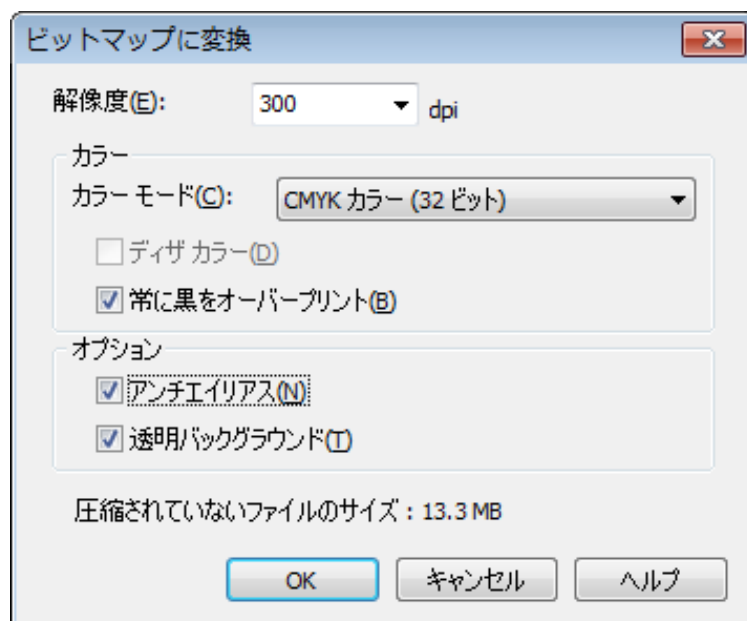 ビットマップに変換
解像度(E): 300 dpi
カラー
カラー モード(C): CMYK カラー (32 ビット)
ディザ カラー(D)
常に黒をオーバープリント(B)
オプション
アンチエイリアス(N)
透明バックグラウンド(T)
圧縮されていないファイルのサイズ : 13.3 MB
OK キャンセル ヘルプ